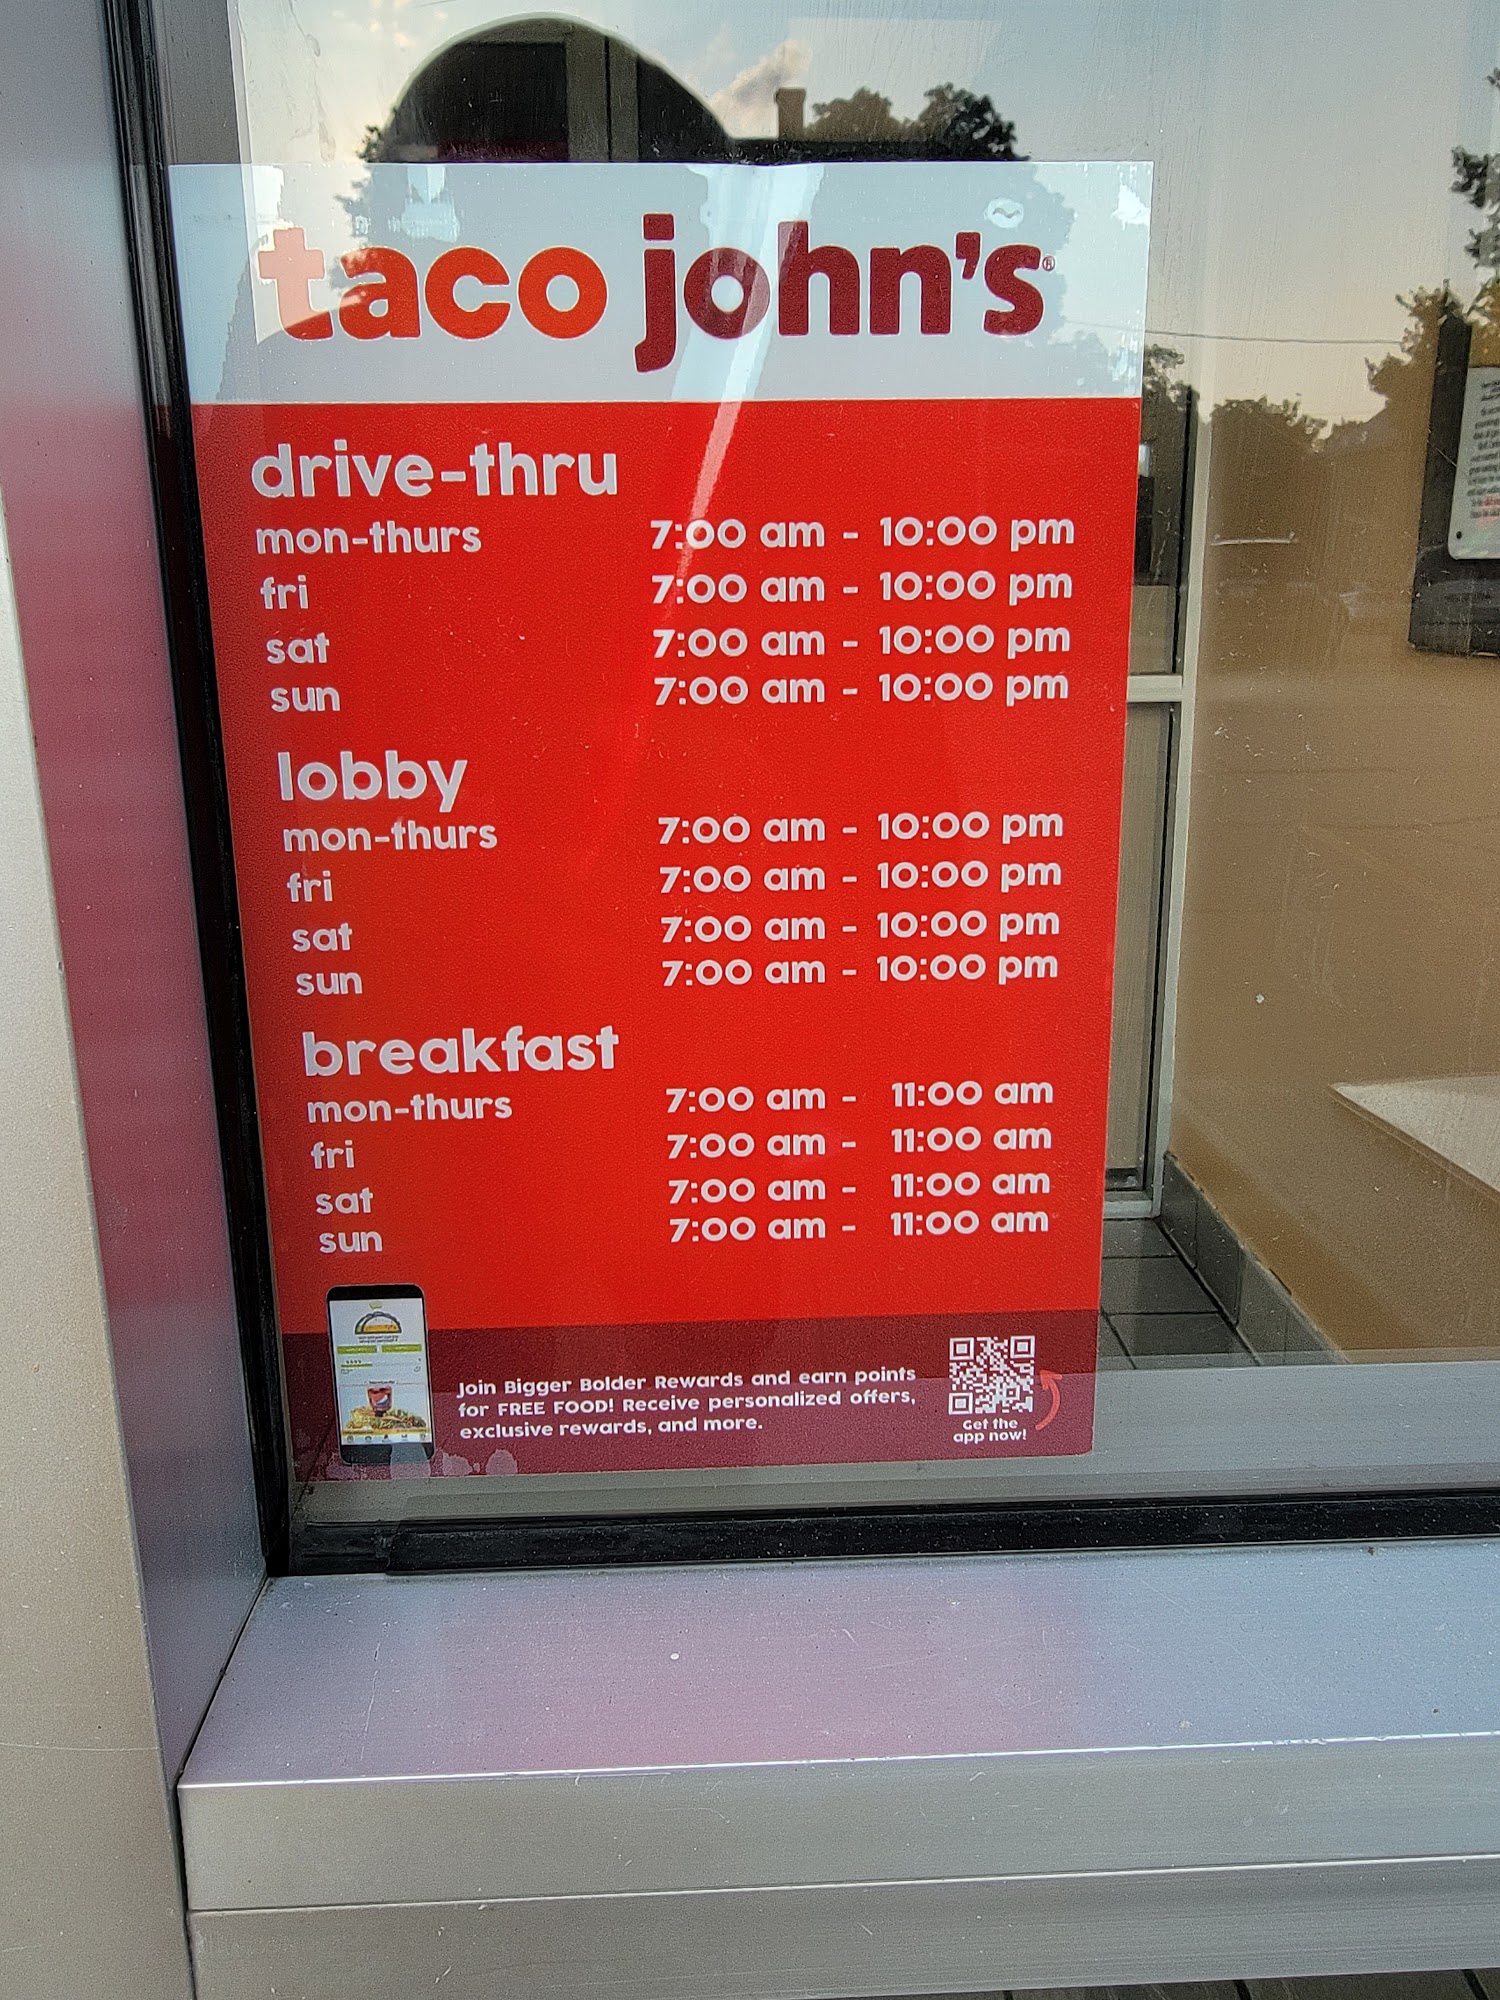 taco john's®
drive-thru
mon-thurs 7:00 am - 10:00 pm
fri 7:00 am - 10:00 pm
sat 7:00 am - 10:00 pm
sun 7:00 am - 10:00 pm
lobby
mon-thurs 7:00 am - 10:00 pm
fri 7:00 am - 10:00 pm
sat 7:00 am - 10:00 pm
sun 7:00 am - 10:00 pm
breakfast
mon-thurs 7:00 am - 11:00 am
fri 7:00 am - 11:00 am
sat 7:00 am - 11:00 am
sun 7:00 am - 11:00 am
Join Bigger Bolder Rewards and earn points
for FREE FOOD! Receive personalized offers,
exclusive rewards, and more.
Get the
app now!